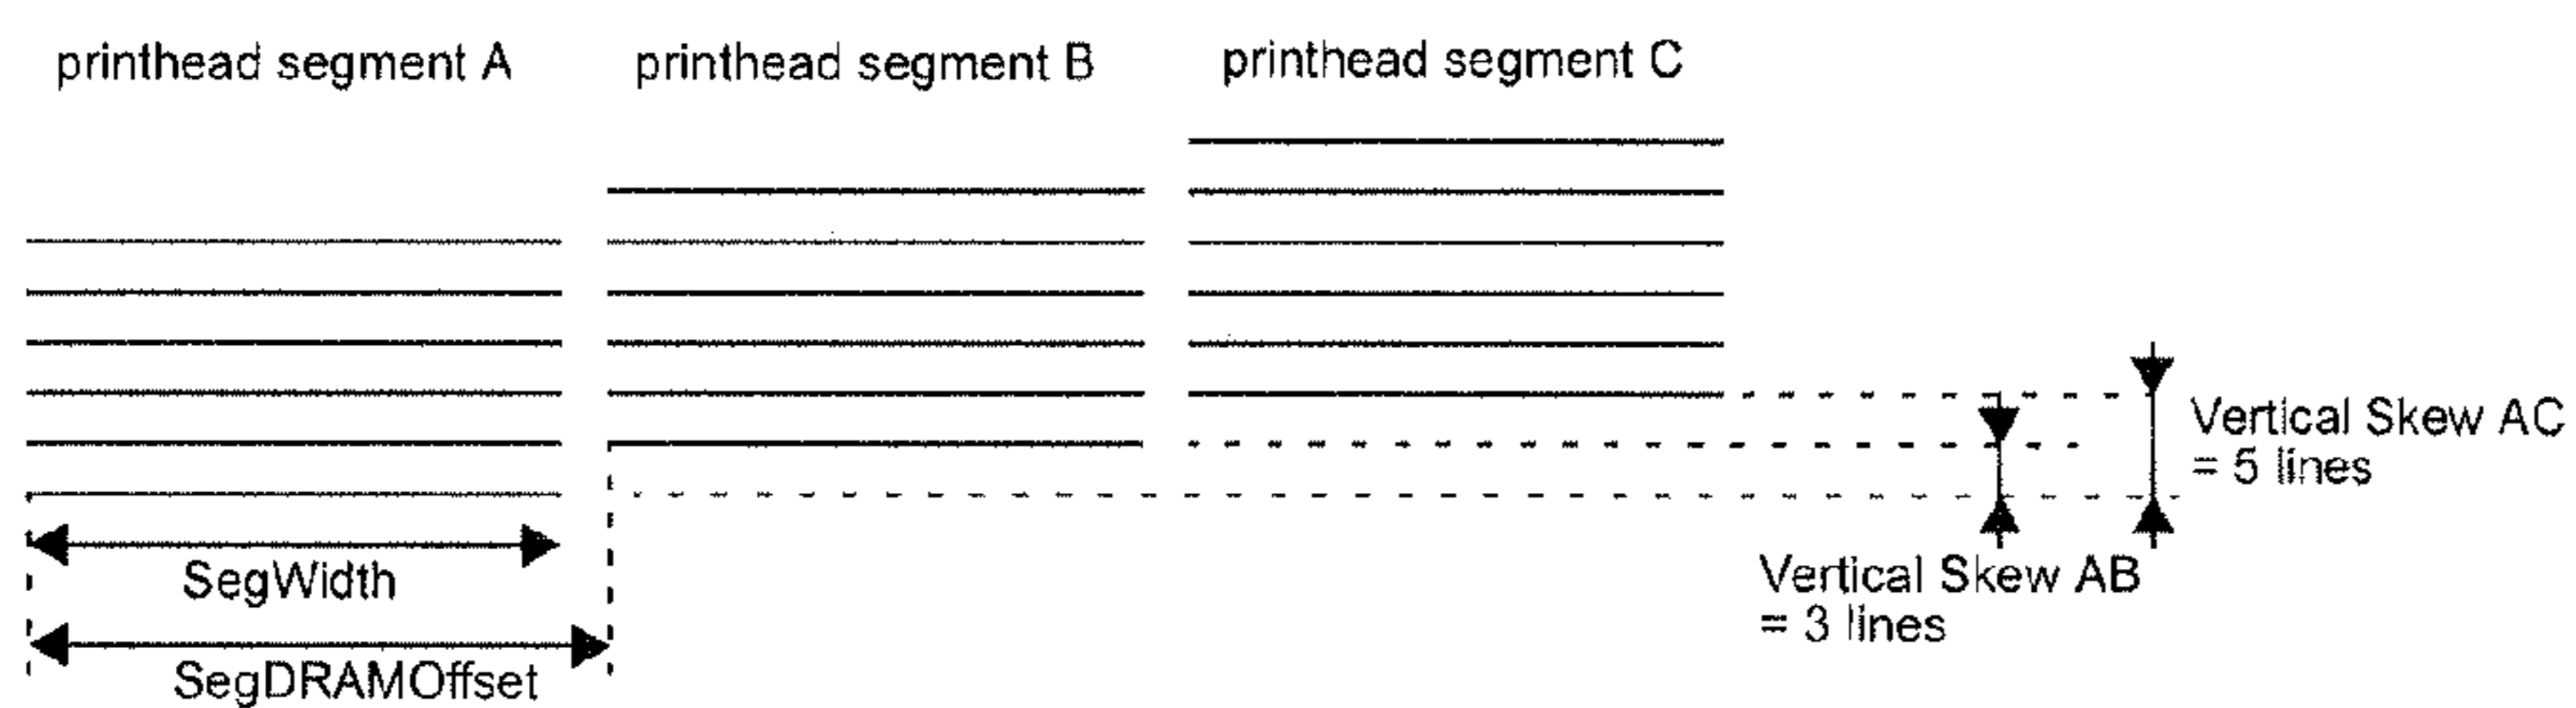 printhead segment A
printhead segment B
printhead segment C
Vertical Skew AC
= 5 lines
SegWidth
Vertical Skew AB
= 3 lines
SegDRAMOffset